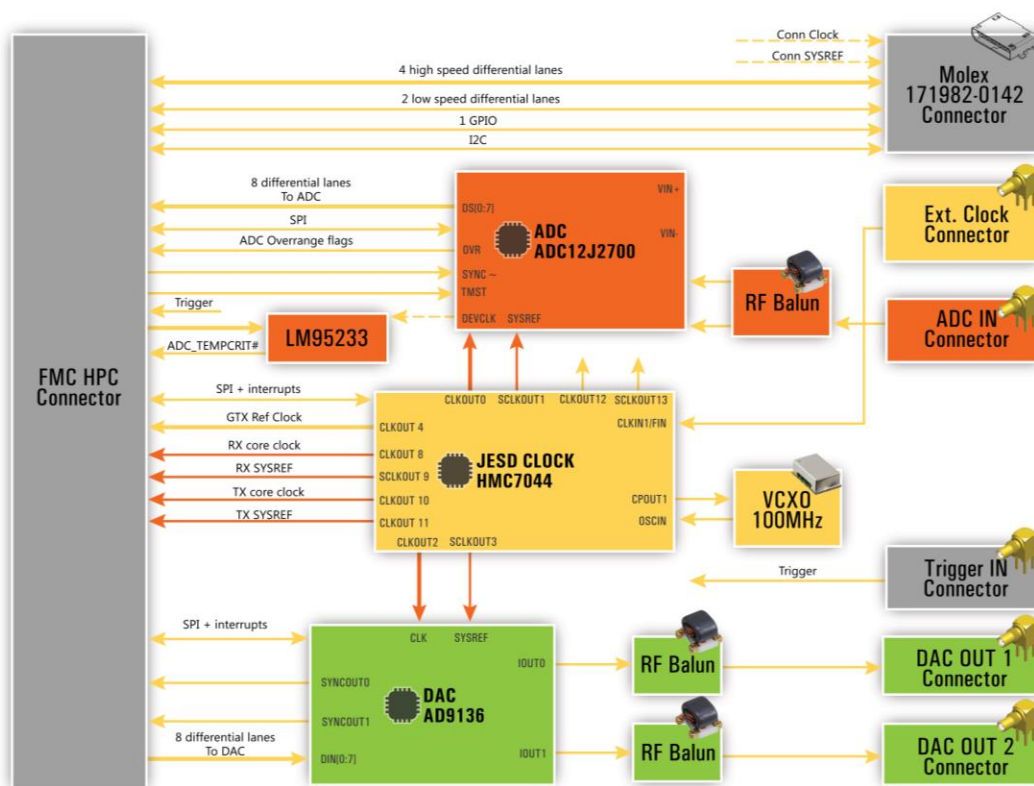 Conn Clock
Conn SYSREF
Molex
171982-0142
Connector
4 high speed differential lanes
2 low speed differential lanes
1 GPIO
I2C
FMC HPC
Connector
8 differential lanes
To ADC
SPI
ADC Overrange flags
Trigger
ADC_TEMPCRIT#
LM95233
DS(0:7)
OVR
SYNC ~
TMST
DEVCLK SYSREF
ADC
ADC12J2700
VIN+
VIN-
RF Balun
Ext. Clock
Connector
ADC IN
Connector
SPI + interrupts
GTX Ref Clock
RX core clock
RX SYSREF
TX core clock
TX SYSREF
CLKOUT0 SCLKOUT1 CLKOUT12 SCLKOUT13
CLKOUT 4
CLKIN1/FIN
CLKOUT 8
SCLKOUT 9
CLKOUT 10
CLKOUT 11
CLKOUT2 SCLKOUT3
JESD CLOCK
HMC7044
CPOUT1
OSCIN
VCXO
100MHz
Trigger
Trigger IN
Connector
SPI + interrupts
8 differential lanes
To DAC
CLK SYSREF
SYNCOUT0
SYNCOUT1
DIN(0:7)
DAC
AD9136
IOUT0
IOUT1
RF Balun
DAC OUT 1
Connector
RF Balun
DAC OUT 2
Connector